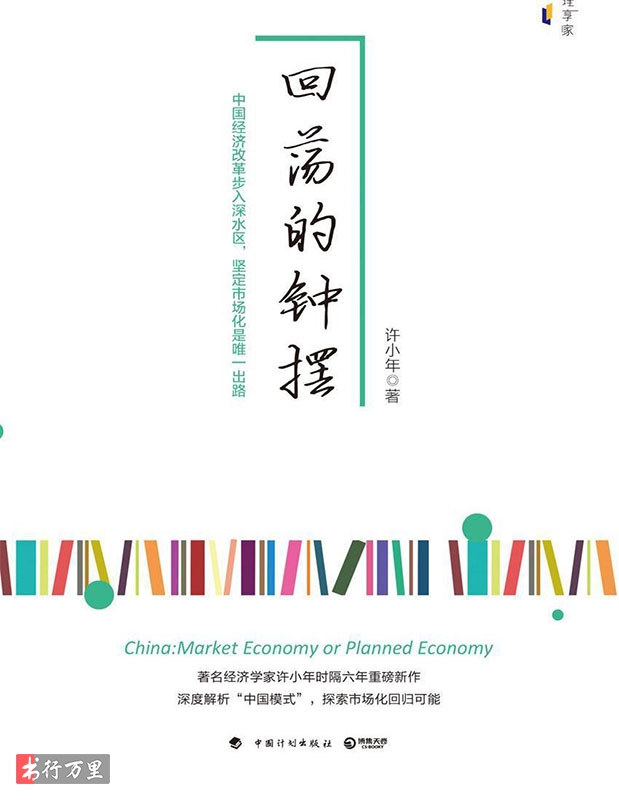 理享家
回荡的钟摆
中国经济改革步入深水区，坚定市场化是唯一出路
许小年◎著
China:Market Economy or Planned Economy
著名经济学家许小年时隔六年重磅新作
深度解析“中国模式”，探索市场化回归可能
中国计划出版社
博集天卷
CS-BOOKY
书行万里